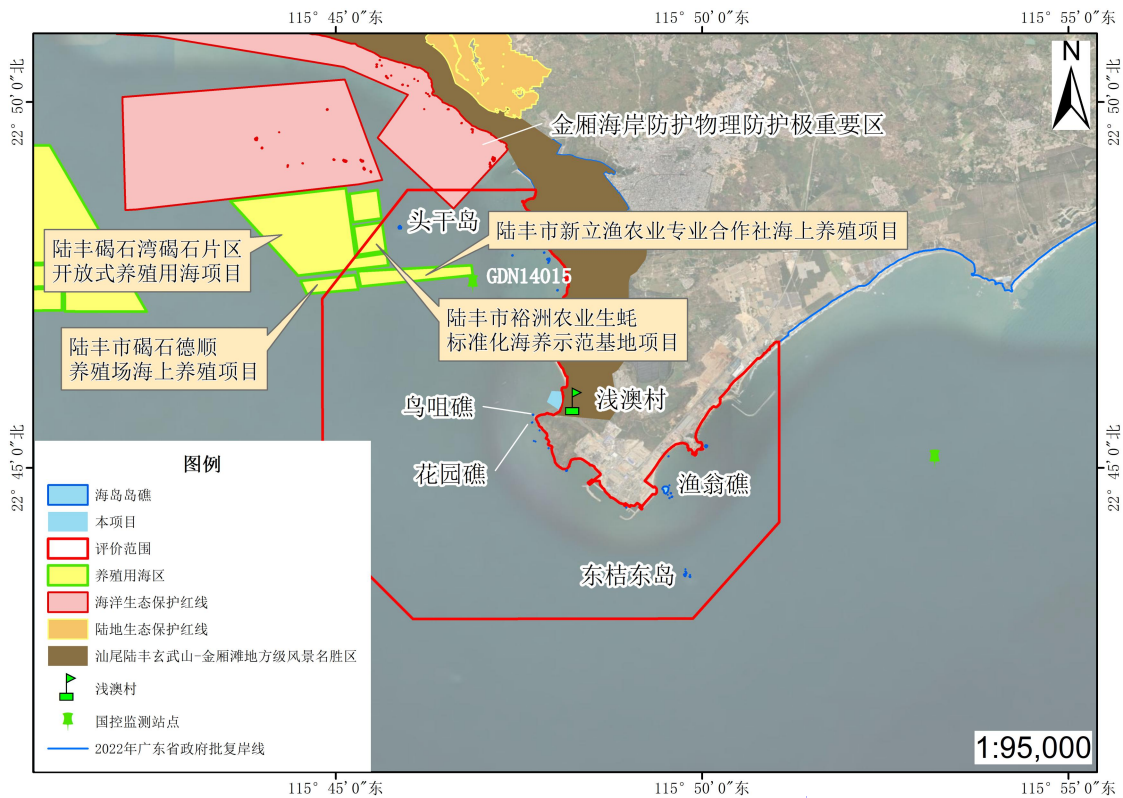 115° 45′0″东
115° 50′0″东
115° 55′0″东
22° 50′0″北
22° 50′0″北
N
金厢海岸防护物理防护极重要区
头干岛
陆丰市新立渔农业专业合作社海上养殖项目
陆丰碣石湾碣石片区
开放式养殖用海项目
GDN14015
陆丰市裕洲农业生蚝
标准化海养示范基地项目
陆丰市碣石德顺
养殖场海上养殖项目
鸟咀礁
浅澳村
花园礁
渔翁礁
东桔东岛
22° 45′0″北
22° 45′0″北
图例
海岛岛礁
本项目
评价范围
养殖用海区
海洋生态保护红线
陆地生态保护红线
汕尾陆丰玄武山-金厢滩地方级风景名胜区
浅澳村
国控监测站点
2022年广东省政府批复岸线
1:95,000
115° 45′0″东
115° 50′0″东
115° 55′0″东